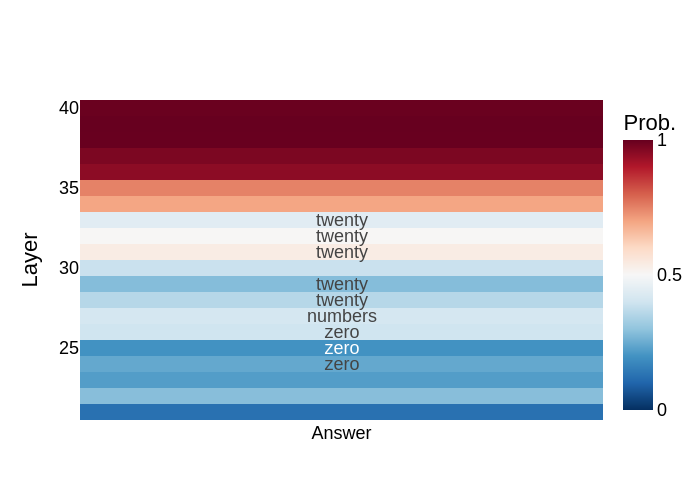 Prob.
40
35
30
25
Layer
twenty
twenty
twenty
twenty
twenty
numbers
zero
zero
zero
Answer
1
0.5
0